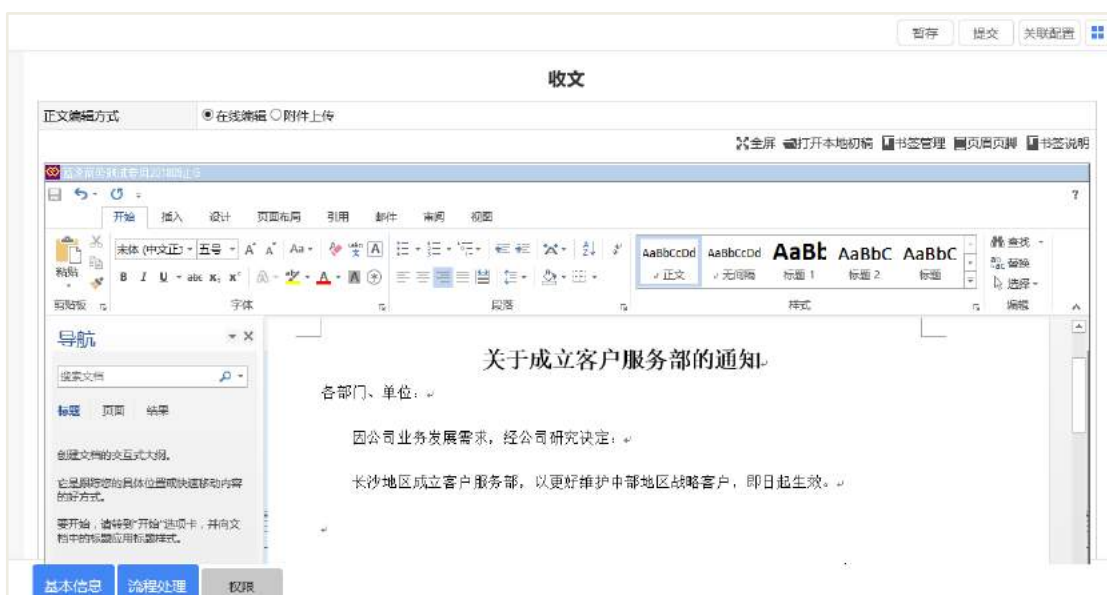 暂存 提交 关联配置
收文
正文编辑方式 在线编辑 附件上传
全屏 打开本地初稿 书签管理 页眉页脚 书签说明
?
开始 插入 设计 页面布局 引用 邮件 审阅 视图
宋体 (中文正) 五号 A A Aa 文 A
AaBbCcDd AaBbCcDd AaBb AaBbC AaBbC
查找
替换
选择
粘贴 B I U abc x₂ x² A A A 字
正文 无间隔 标题 1 标题 2 标题
剪贴板 字体 段落 样式 编辑
导航
搜索文档
标题 页面 结果
创建文档的交互式大纲。
它是跟踪您的具体位置或快速移动内容
的好方式。
要开始，请转到“开始”选项卡，并向文
档中的标题应用标题样式。
关于成立客户服务部的通知
各部门、单位：
因公司业务发展需求，经公司研究决定：
长沙地区成立客户服务部，以更好维护中部地区战略客户，即日起生效。
基本信息 流程处理 权限